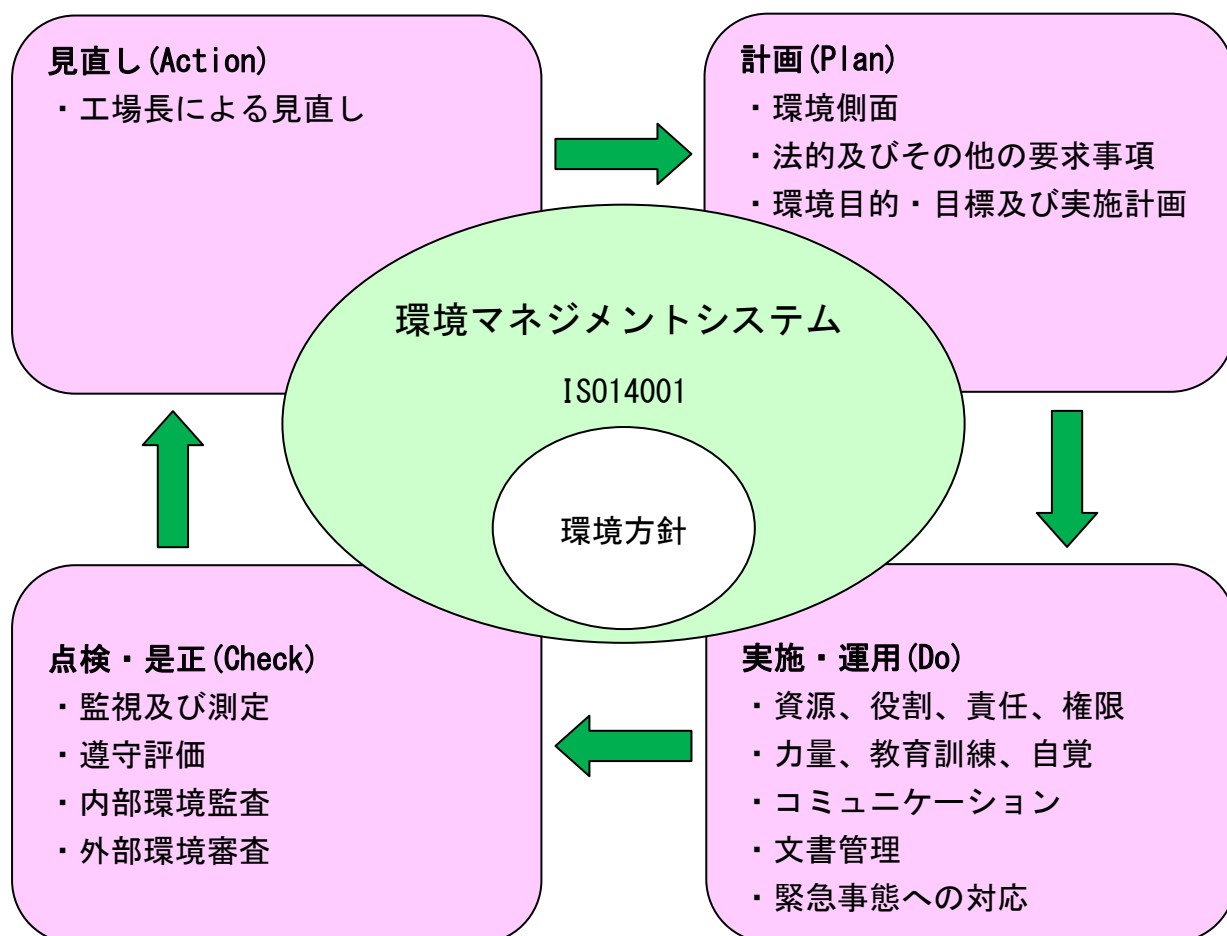 見直し(Action)
・工場長による見直し
計画(Plan)
・環境側面
・法的及びその他の要求事項
・環境目的・目標及び実施計画
環境マネジメントシステム
ISO14001
環境方針
点検・是正(Check)
・監視及び測定
・遵守評価
・内部環境監査
・外部環境審査
実施・運用(Do)
・資源、役割、責任、権限
・力量、教育訓練、自覚
・コミュニケーション
・文書管理
・緊急事態への対応